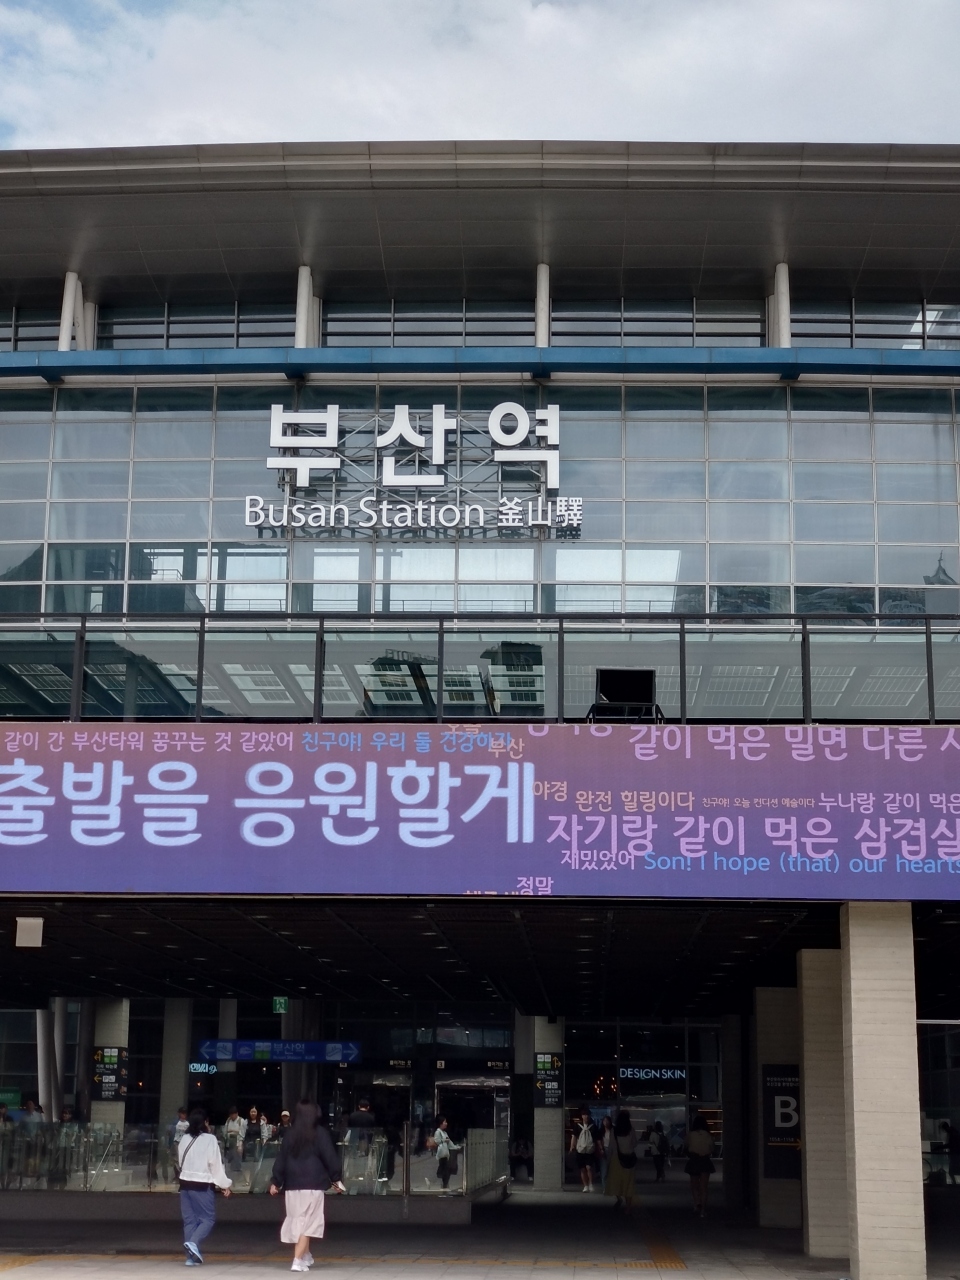 부산역
Busan Station 釜山驛
같이 간 부산타워 꿈꾸는 것 같았어 친구야! 우리 둘 건강하자
부산
같이 먹은 밀면 다른
출발을 응원할게
야경 완전 힐링이다 친구야! 오늘 컨디션 예술이다 누나랑 같이 먹은
자기랑 같이 먹은 삼겹살
재밌었어 Son! I hope (that) our hearts
정말
부산역
DESIGN SKIN
B